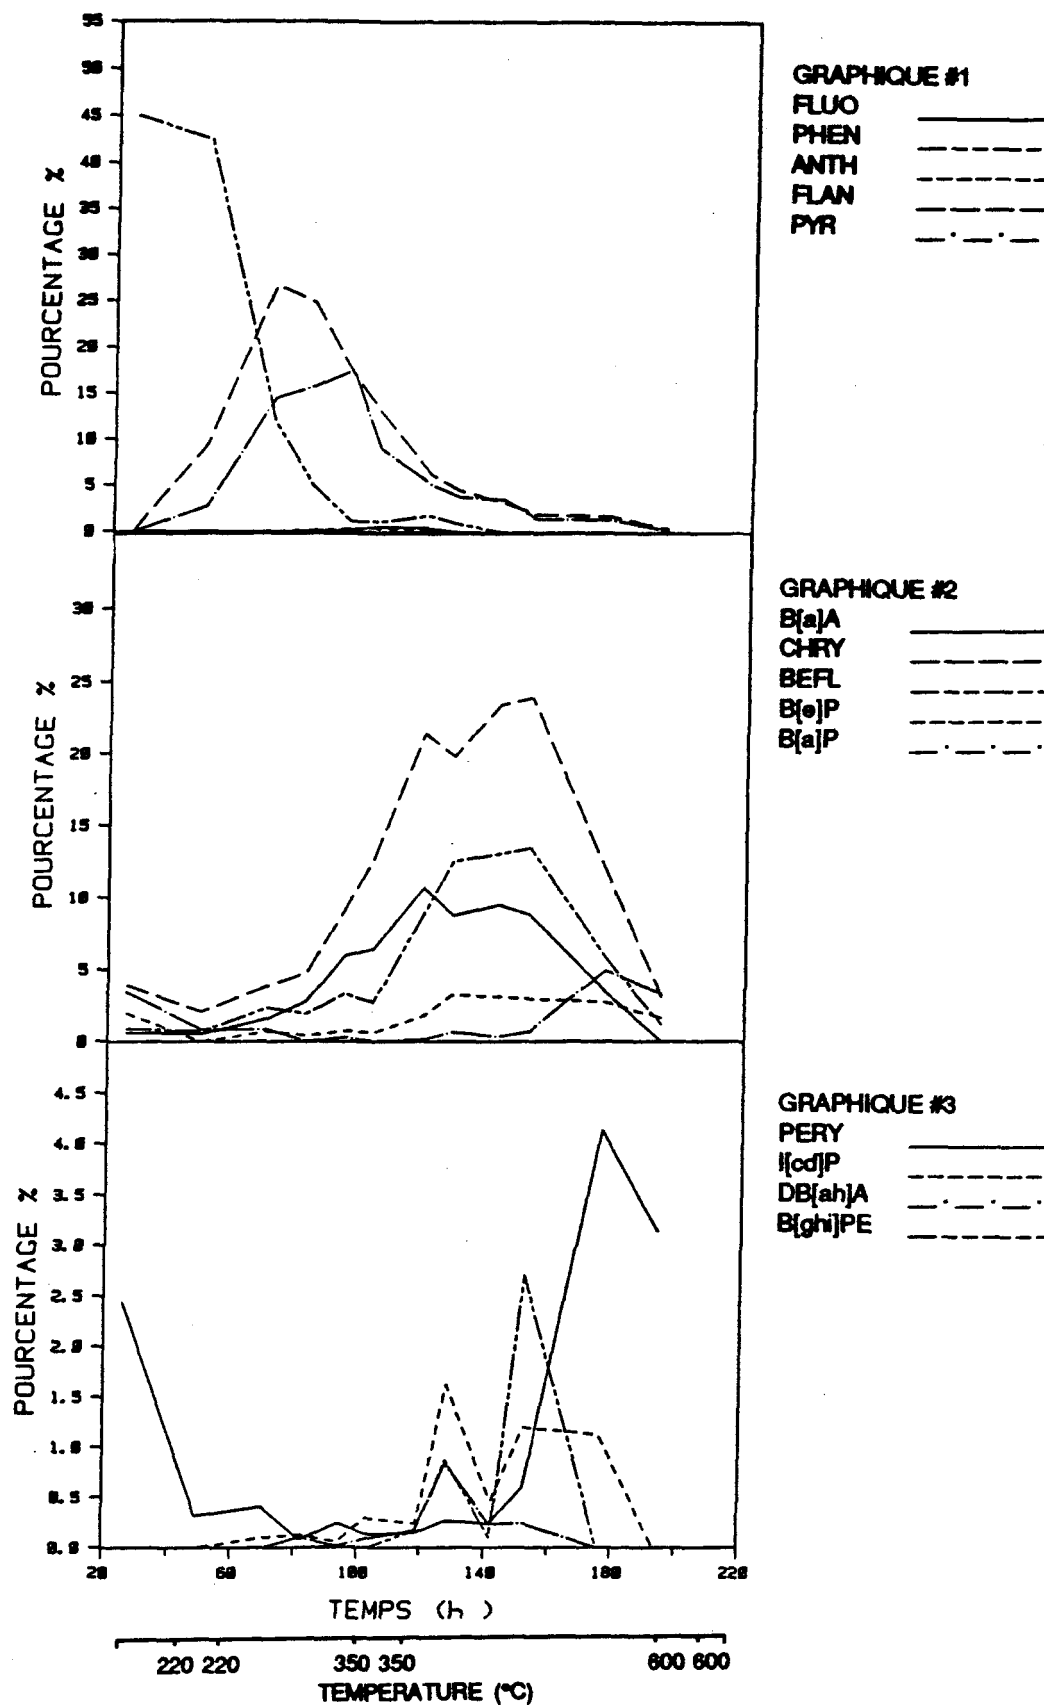 55
50
45
40
35
30
25
20
15
10
5
0
POURCENTAGE %
GRAPHIQUE #1
FLUO
PHEN
ANTH
FLAN
PYR
30
25
20
15
10
5
0
POURCENTAGE %
GRAPHIQUE #2
B[a]A
CHRY
BEFL
B[e]P
B[a]P
4.5
4.0
3.5
3.0
2.5
2.0
1.5
1.0
0.5
0.0
POURCENTAGE %
GRAPHIQUE #3
PERY
I[cd]P
DB[ah]A
B[ghi]PE
20 60 100 140 180 220
TEMPS (h)
220 220 350 350 600 600
TEMPERATURE (°C)